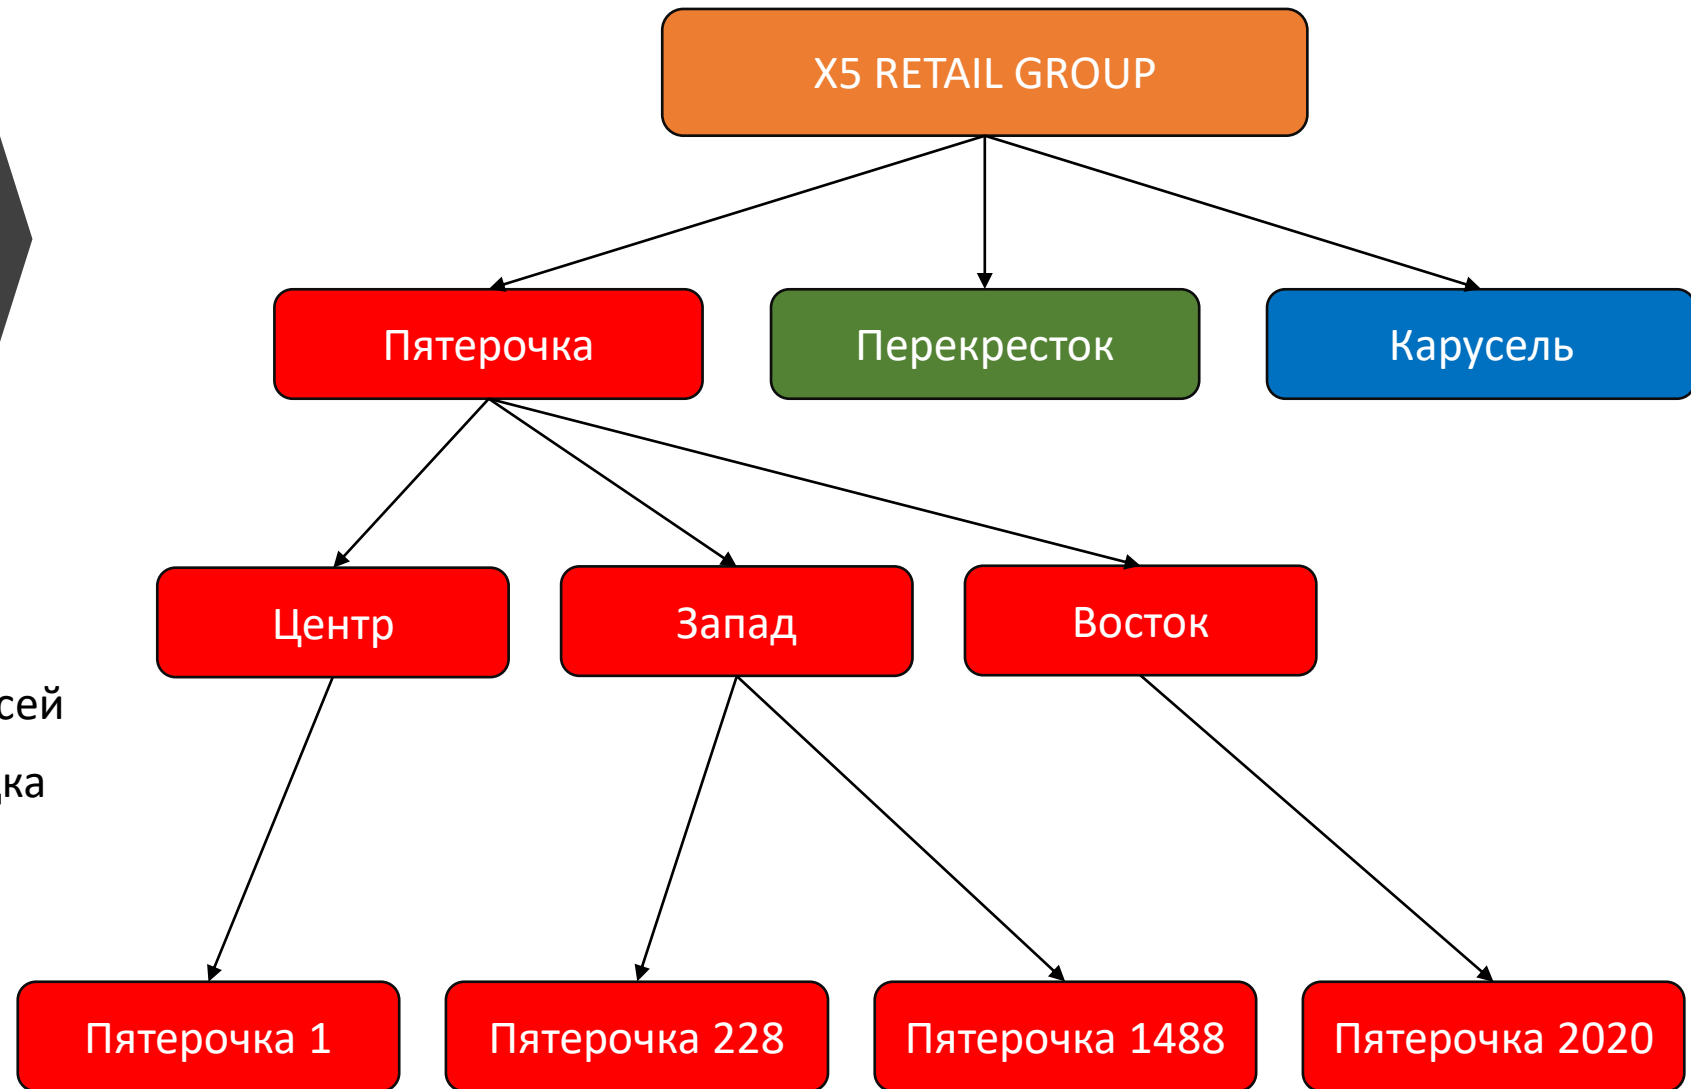 X5 RETAIL GROUP
Пятерочка
Перекресток
Карусель
Центр
Запад
Восток
Пятерочка 1
Пятерочка 228
Пятерочка 1488
Пятерочка 2020